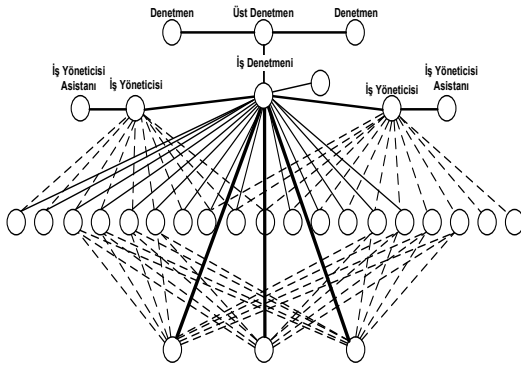 Denetmen
Üst Denetmen
Denetmen
İş Denetmeni
İş Yöneticisi
Asistanı
İş Yöneticisi
İş Yöneticisi
İş Yöneticisi
Asistanı